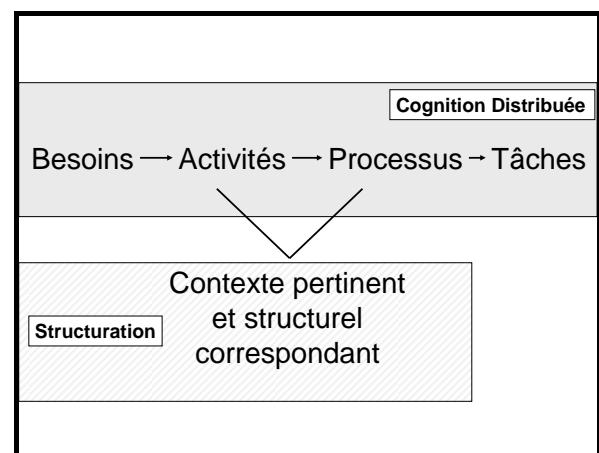 Cognition Distribuée
Besoins Activités Processus Tâches
Contexte pertinent
et structurel
correspondant
Structuration